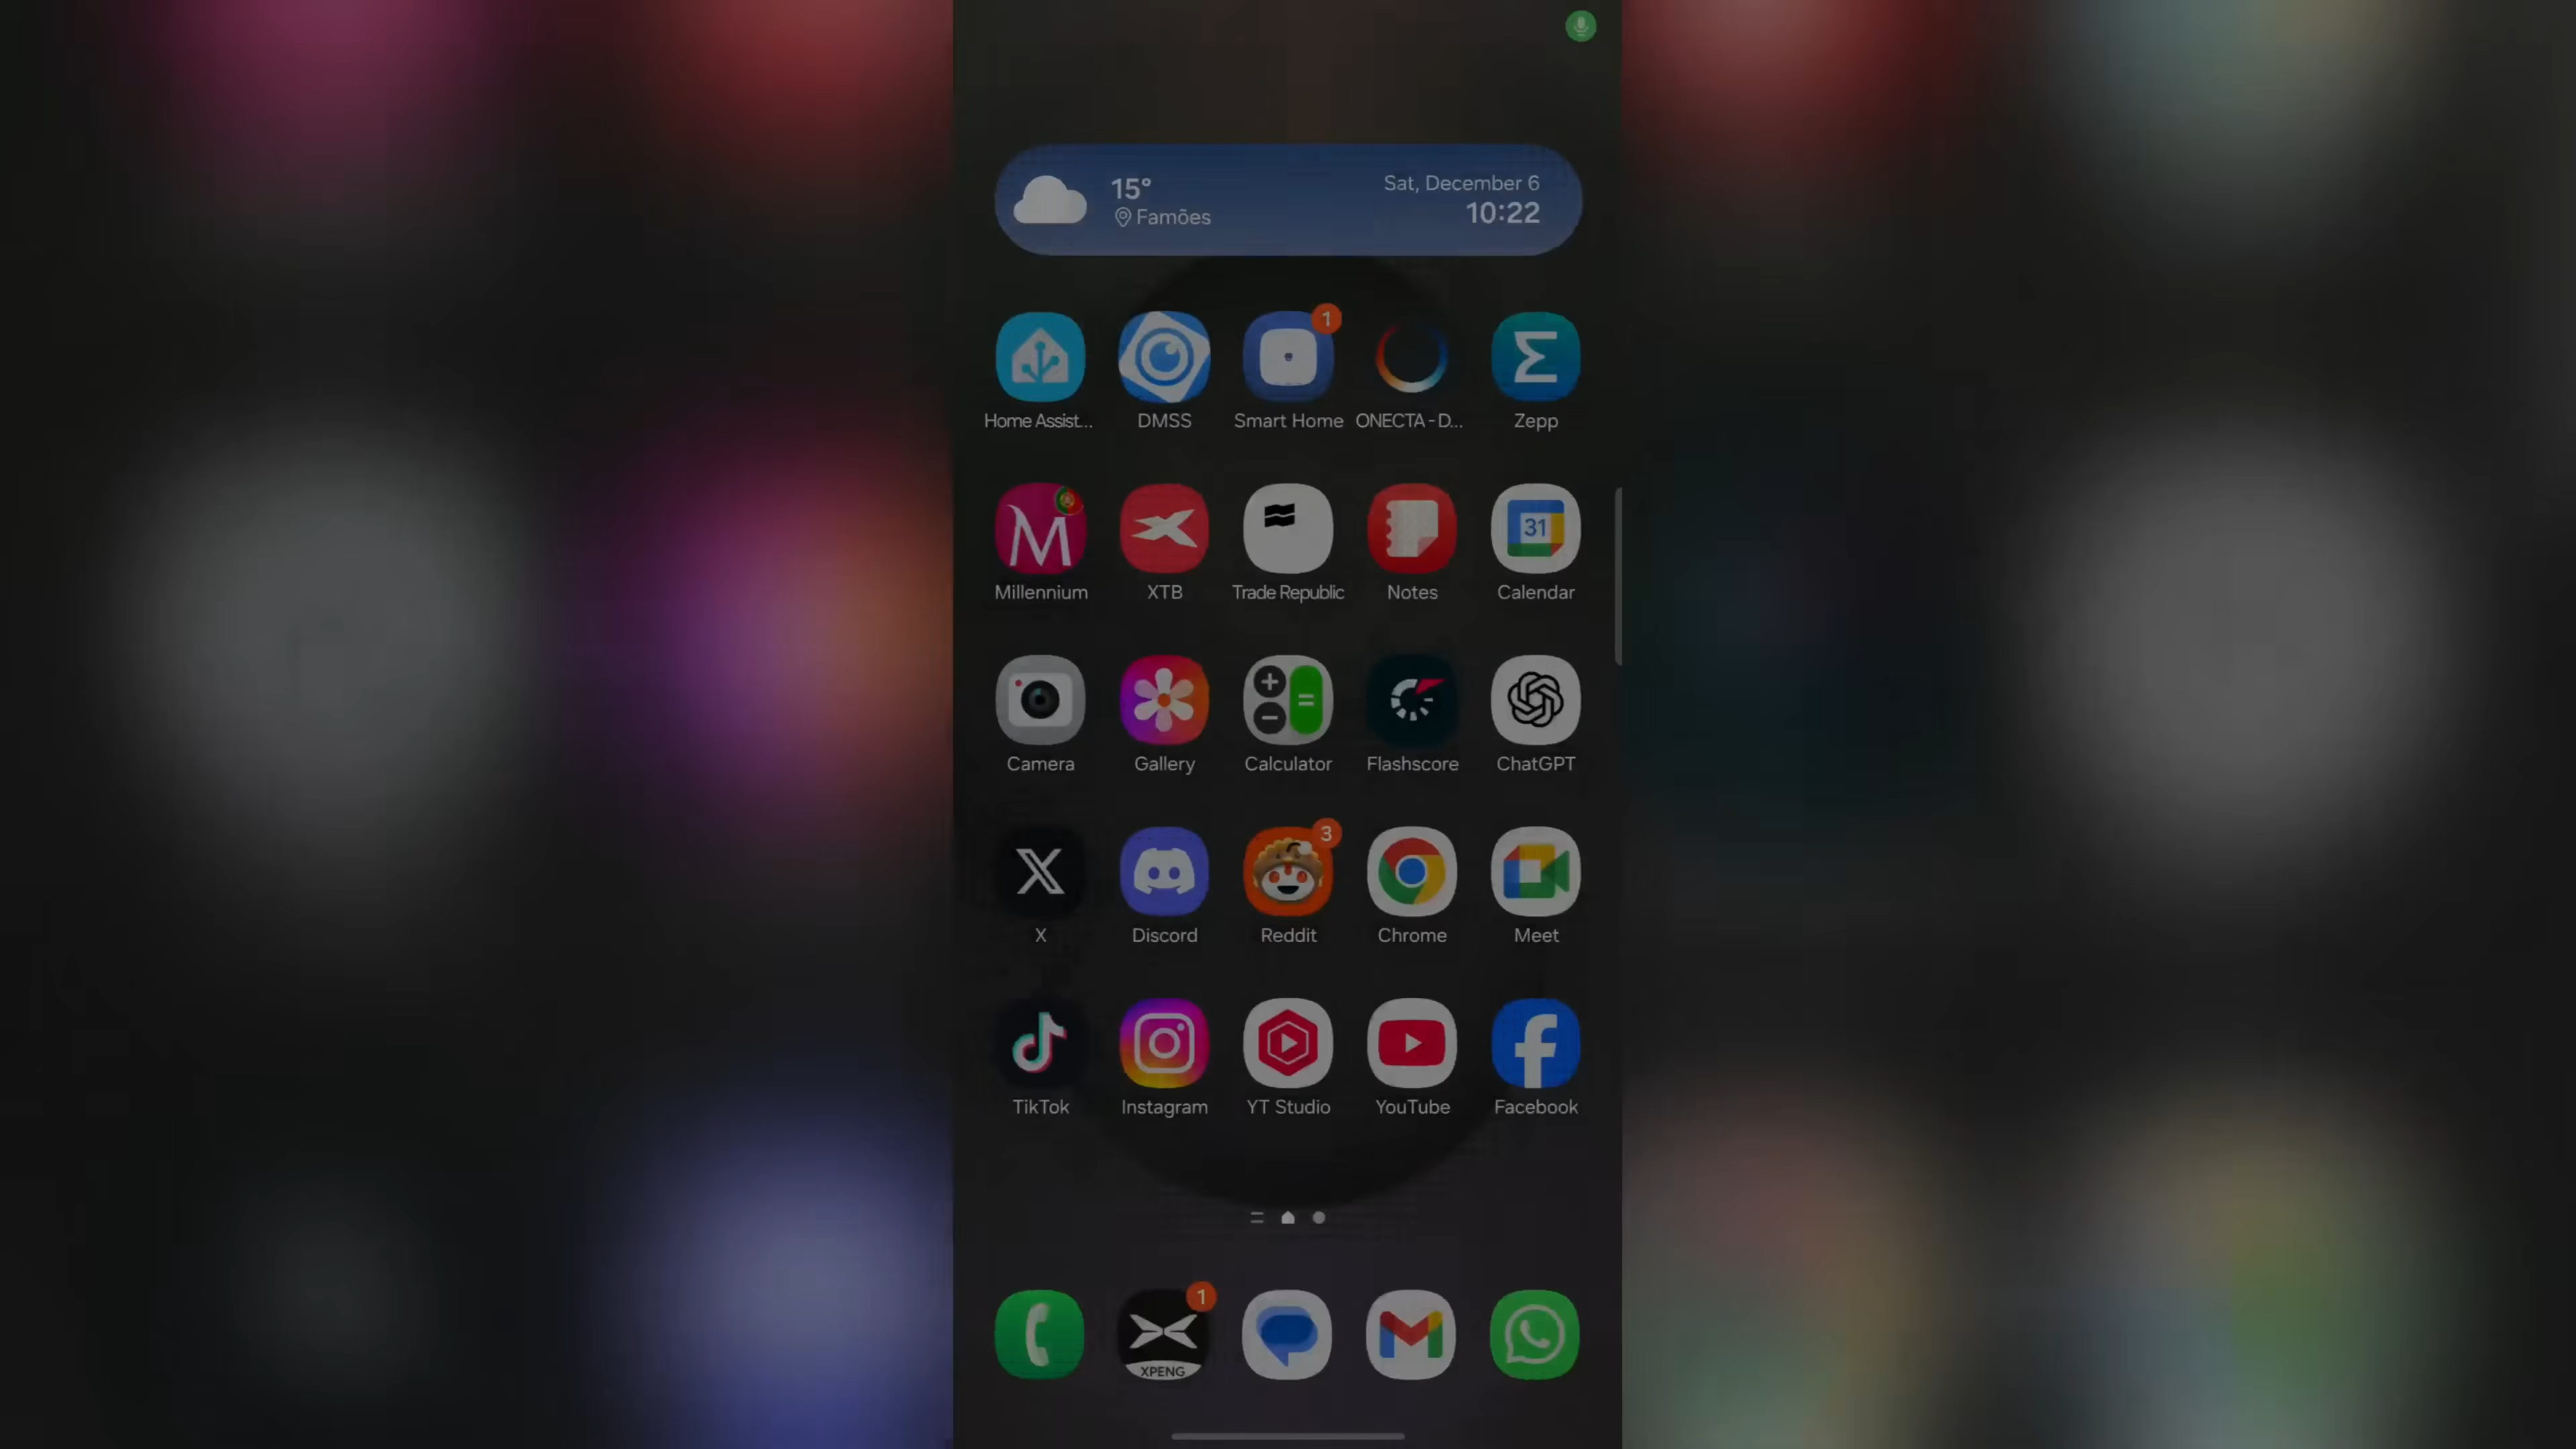 15°
Famões
Sat, December 6
10:22
1
Home Assist...
DMSS
Smart Home
ONECTA - D...
Zepp
M
31
Millennium
XTB
Trade Republic
Notes
Calendar
Camera
Gallery
Calculator
Flashscore
ChatGPT
3
X
Discord
Reddit
Chrome
Meet
TikTok
Instagram
YT Studio
YouTube
Facebook
1
XPENG